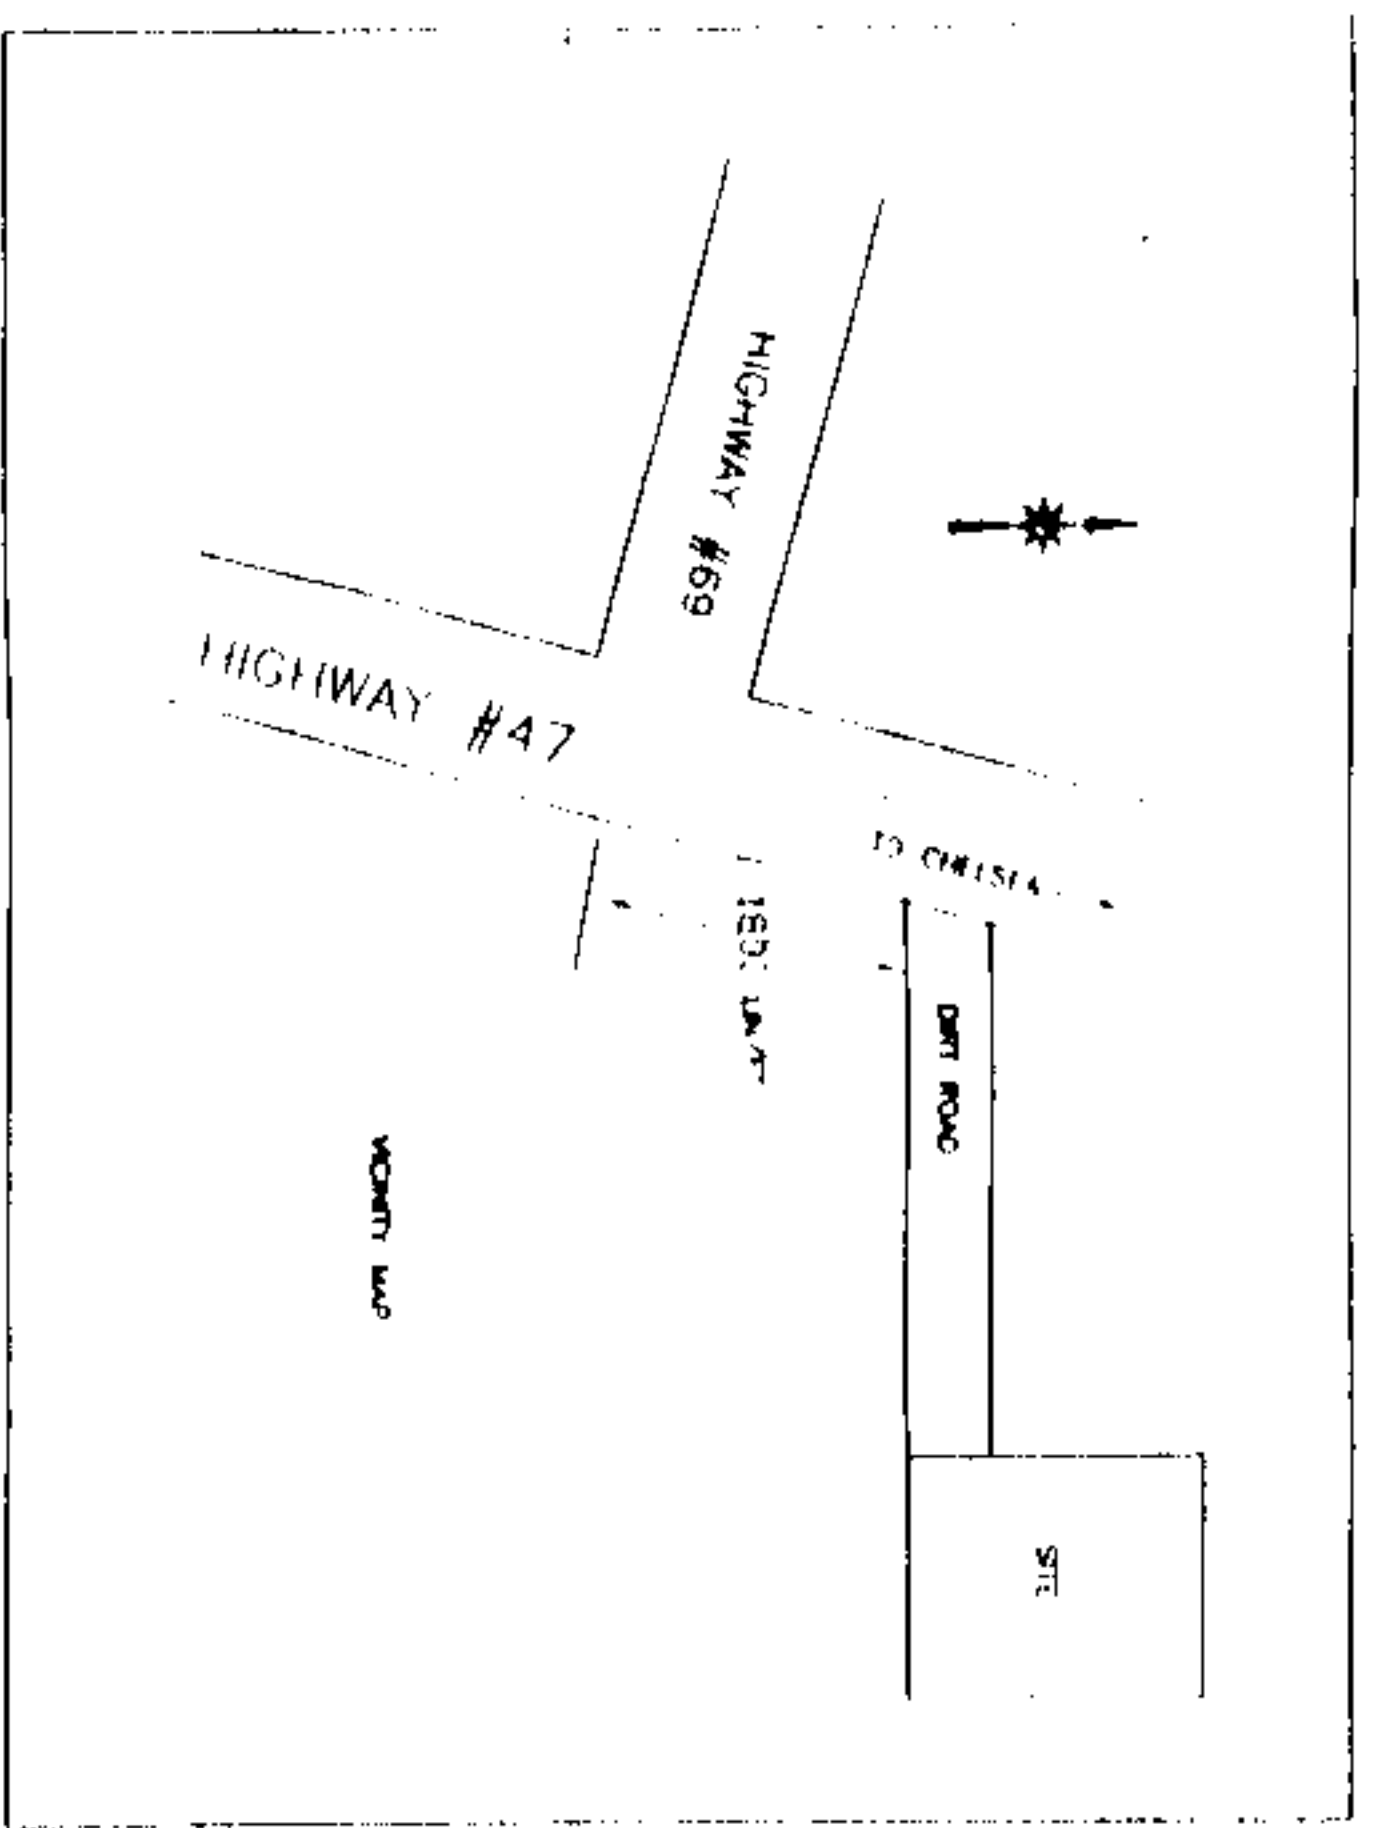 HIGHWAY #69
HIGHWAY #47
TO CHELSEA
DIRT ROAD
VICINITY MAP
SITE